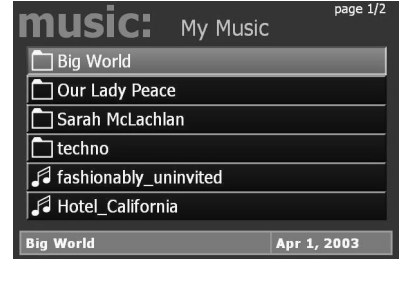 page 1/2
music: My Music
Big World
Our Lady Peace
Sarah McLachlan
techno
fashionably_uninvited
Hotel_California
Big World Apr 1, 2003